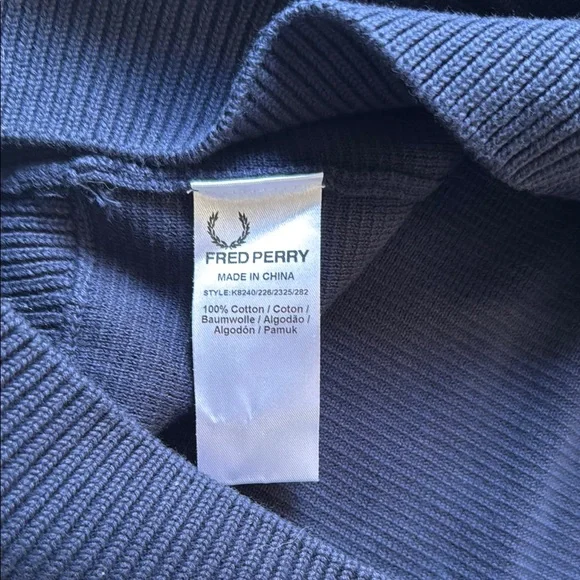 FRED PERRY
MADE IN CHINA
STYLE:K8240/226/2325/282
100% Cotton / Coton /
Baumwolle / Algodão /
Algodón / Pamuk